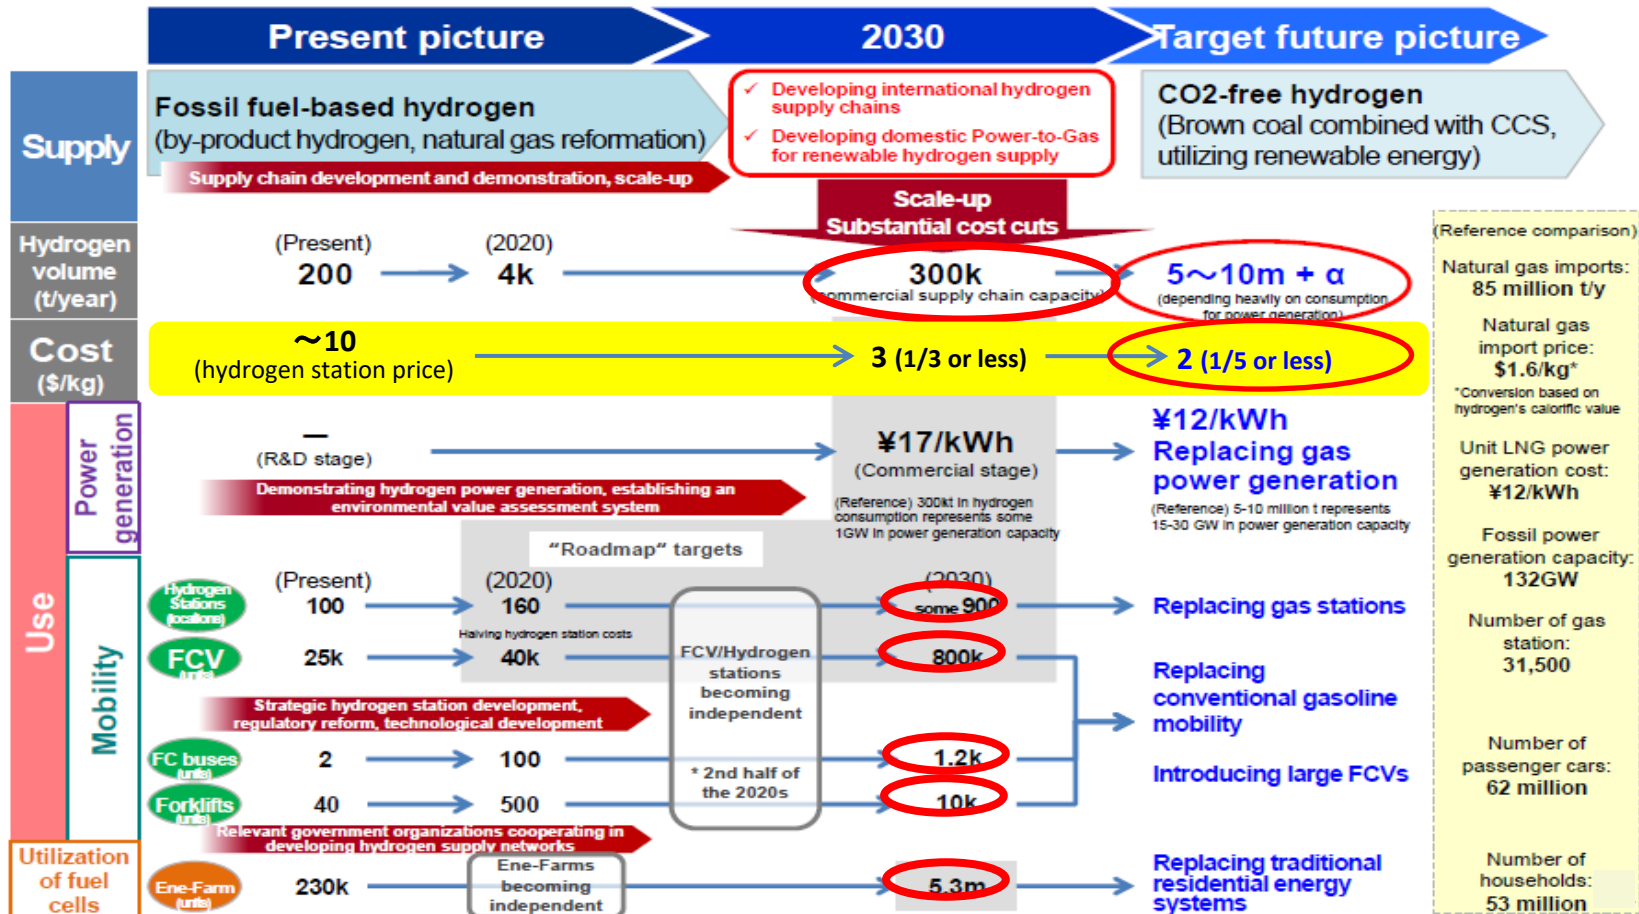 Present picture
2030
Target future picture
Supply
Fossil fuel-based hydrogen
(by-product hydrogen, natural gas reformation)
Supply chain development and demonstration, scale-up
✓ Developing international hydrogen
supply chains
✓ Developing domestic Power-to-Gas
for renewable hydrogen supply
CO2-free hydrogen
(Brown coal combined with CCS,
utilizing renewable energy)
Scale-up
Substantial cost cuts
Hydrogen
volume
(t/year)
(Present)
200
(2020)
4k
300k
(commercial supply chain capacity)
5～10m + α
(depending heavily on consumption
for power generation)
Cost
($/kg)
～10
(hydrogen station price)
3 (1/3 or less)
2 (1/5 or less)
Use
Power
generation
—
(R&D stage)
Demonstrating hydrogen power generation, establishing an
environmental value assessment system
¥17/kWh
(Commercial stage)
(Reference) 300kt in hydrogen
consumption represents some
1GW in power generation capacity
¥12/kWh
Replacing gas
power generation
(Reference) 5-10 million t represents
15-30 GW in power generation capacity
"Roadmap" targets
Mobility
(Present)
(2020)
(2030)
Hydrogen
Stations
(locations)
100
160
some 900
Replacing gas stations
Halving hydrogen station costs
FCV
(units)
25k
40k
800k
FCV/Hydrogen
stations
becoming
independent
* 2nd half of
the 2020s
Replacing
conventional gasoline
mobility
Strategic hydrogen station development,
regulatory reform, technological development
FC buses
(units)
2
100
1.2k
Introducing large FCVs
Forklifts
(units)
40
500
10k
Relevant government organizations cooperating in
developing hydrogen supply networks
Utilization
of fuel
cells
Ene-Farm
(units)
230k
Ene-Farms
becoming
independent
5.3m
Replacing traditional
residential energy
systems
(Reference comparison)
Natural gas imports:
85 million t/y
Natural gas
import price:
$1.6/kg*
*Conversion based on
hydrogen's calorific value
Unit LNG power
generation cost:
¥12/kWh
Fossil power
generation capacity:
132GW
Number of gas
station:
31,500
Number of
passenger cars:
62 million
Number of
households:
53 million